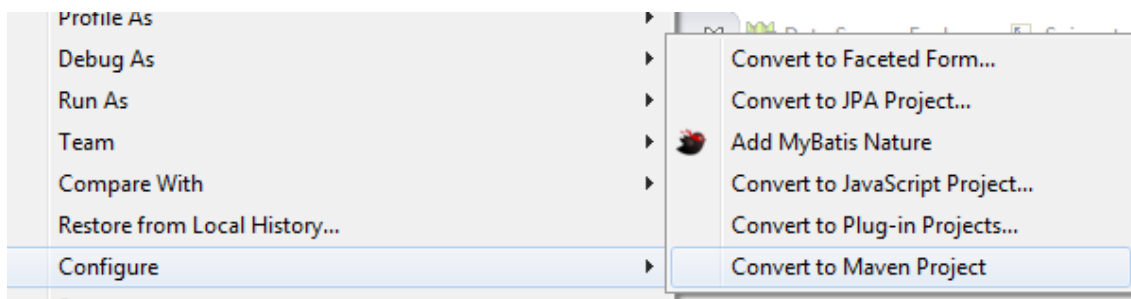 Profile As
Debug As
Run As
Team
Compare With
Restore from Local History...
Configure
Convert to Faceted Form...
Convert to JPA Project...
Add MyBatis Nature
Convert to JavaScript Project...
Convert to Plug-in Projects...
Convert to Maven Project